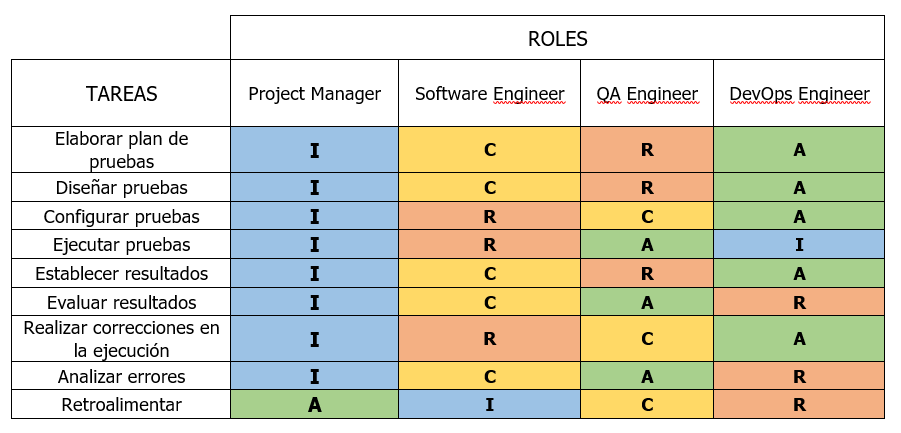 ROLES
TAREAS Project Manager Software Engineer QA Engineer DevOps Engineer
Elaborar plan de
pruebas I C R A
Diseñar pruebas I C R A
Configurar pruebas I R C A
Ejecutar pruebas I R A I
Establecer resultados I C R A
Evaluar resultados I C A R
Realizar correcciones en
la ejecución I R C A
Analizar errores I C A R
Retroalimentar A I C R